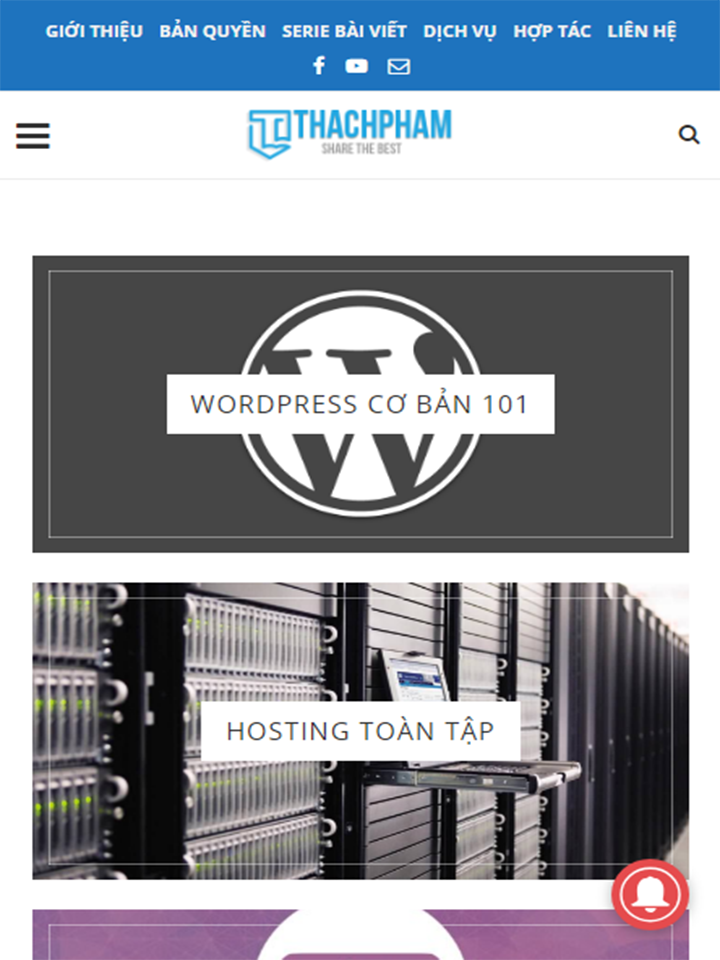 GIỚI THIỆU BẢN QUYỀN SERIE BÀI VIẾT DỊCH VỤ HỢP TÁC LIÊN HỆ
THACHPHAM
SHARE THE BEST
WORDPRESS CƠ BẢN 101
HOSTING TOÀN TẬP